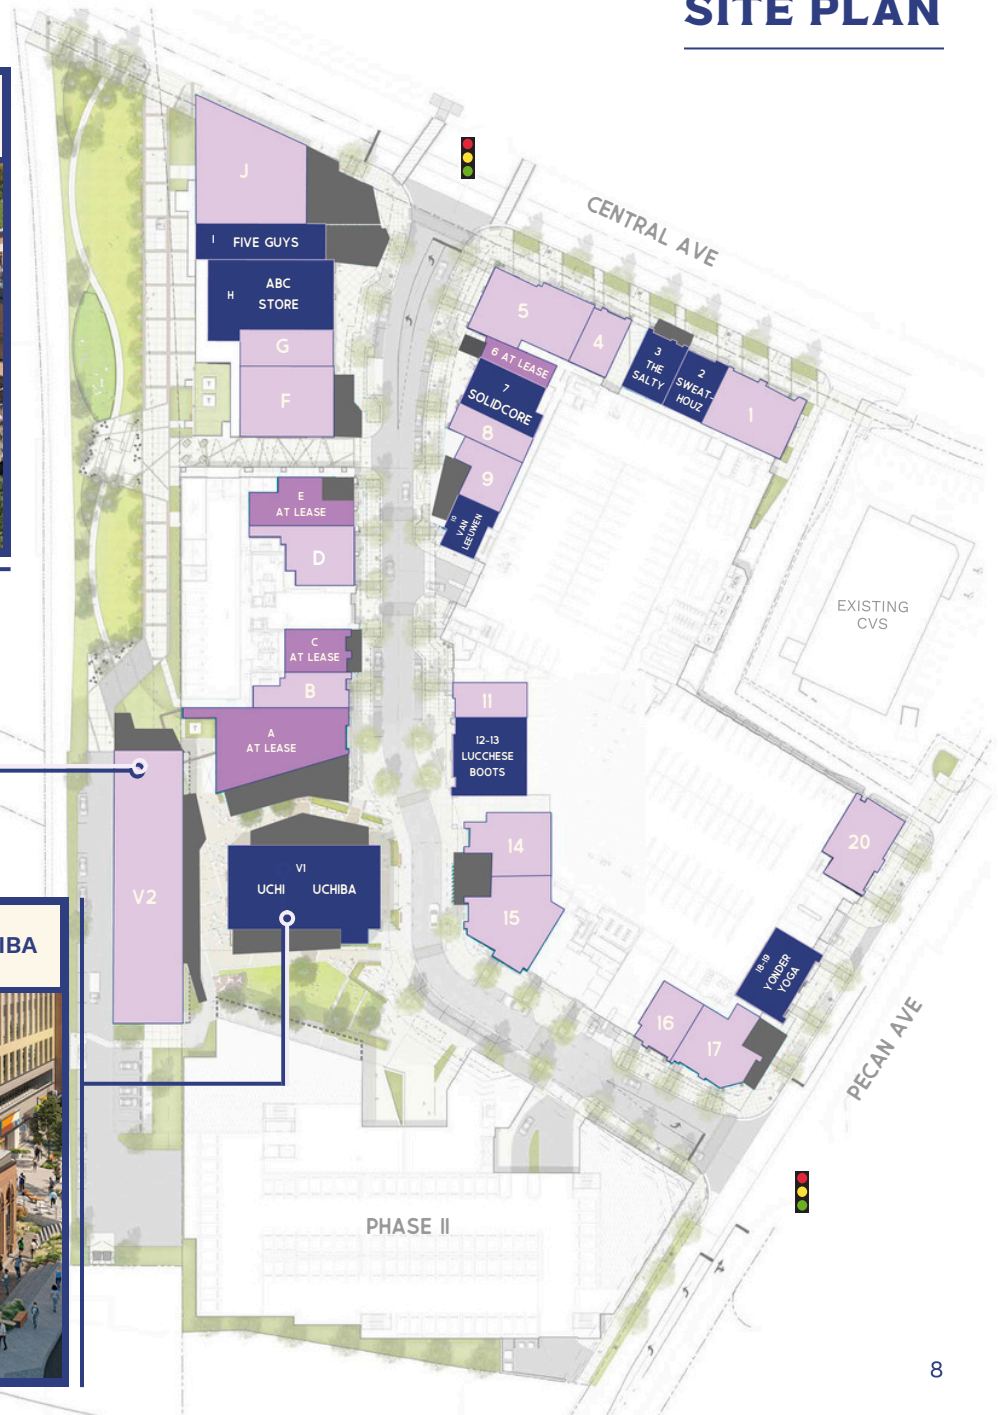 SITE PLAN
CENTRAL AVE
J
I FIVE GUYS
H
ABC
STORE
G
F
T
T
5
4
3
THE
SALTY
2
SWEAT-
HOUZ
1
6 AT LEASE
7
SOLIDCORE
8
9
10
VAN
LEEUWEN
E
AT LEASE
D
C
AT LEASE
B
A
AT LEASE
T
EXISTING
CVS
11
12-13
LUCCHESE
BOOTS
14
15
20
V2
V1
UCHI UCHIBA
IBA
18-19
YONDER
YOGA
16
17
PECAN AVE
PHASE II
8